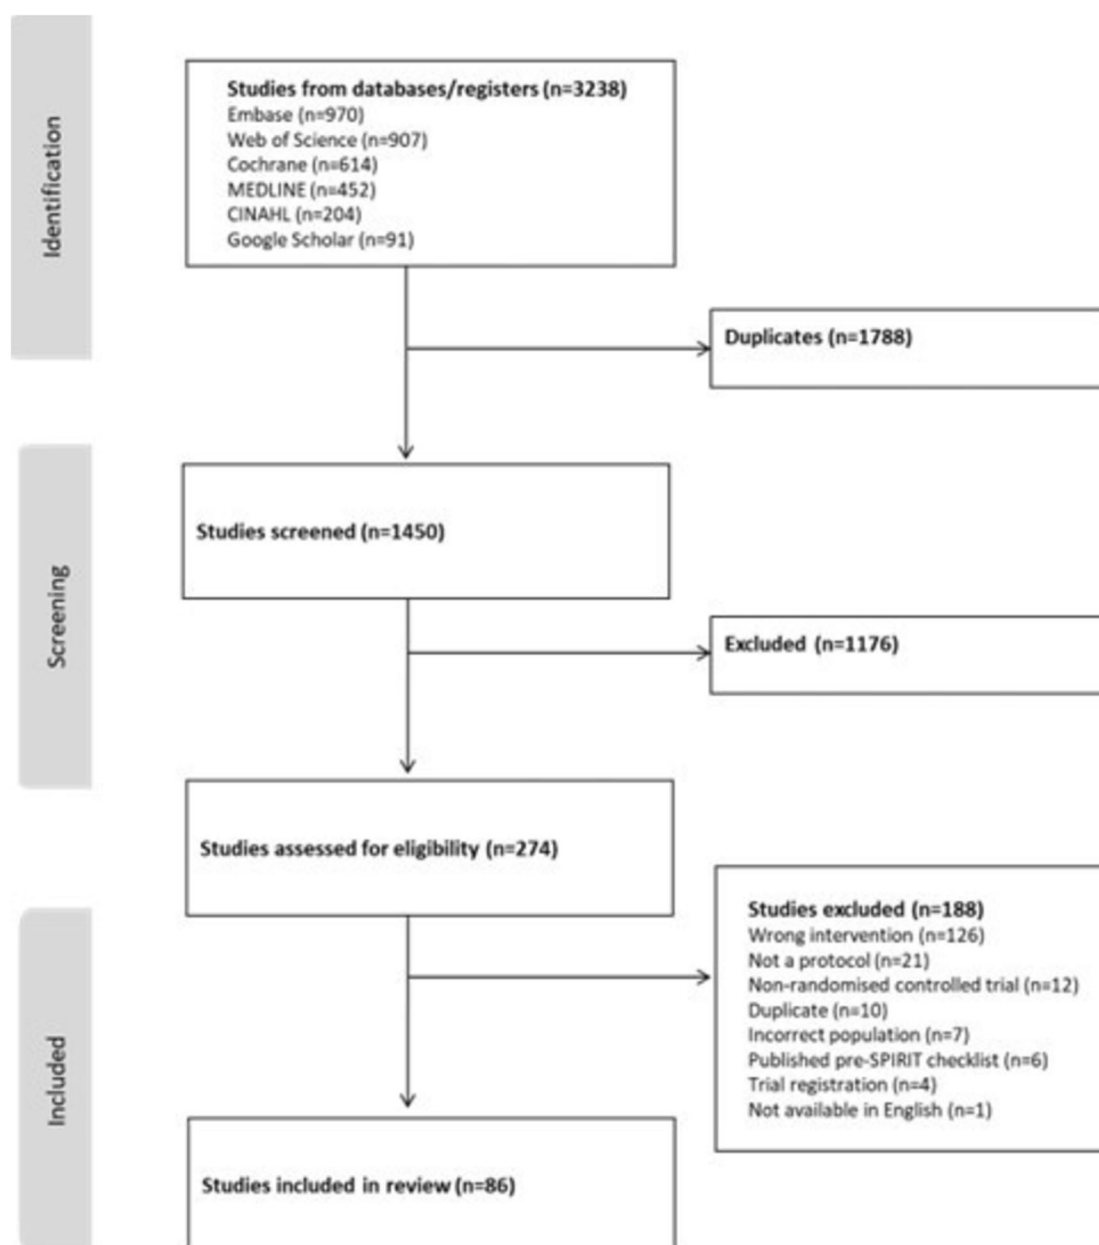 Identification
Studies from databases/registers (n=3238)
Embase (n=970)
Web of Science (n=907)
Cochrane (n=614)
MEDLINE (n=452)
CINAHL (n=204)
Google Scholar (n=91)
Duplicates (n=1788)
Screening
Studies screened (n=1450)
Excluded (n=1176)
Studies assessed for eligibility (n=274)
Included
Studies excluded (n=188)
Wrong intervention (n=126)
Not a protocol (n=21)
Non-randomised controlled trial (n=12)
Duplicate (n=10)
Incorrect population (n=7)
Published pre-SPIRIT checklist (n=6)
Trial registration (n=4)
Not available in English (n=1)
Studies included in review (n=86)